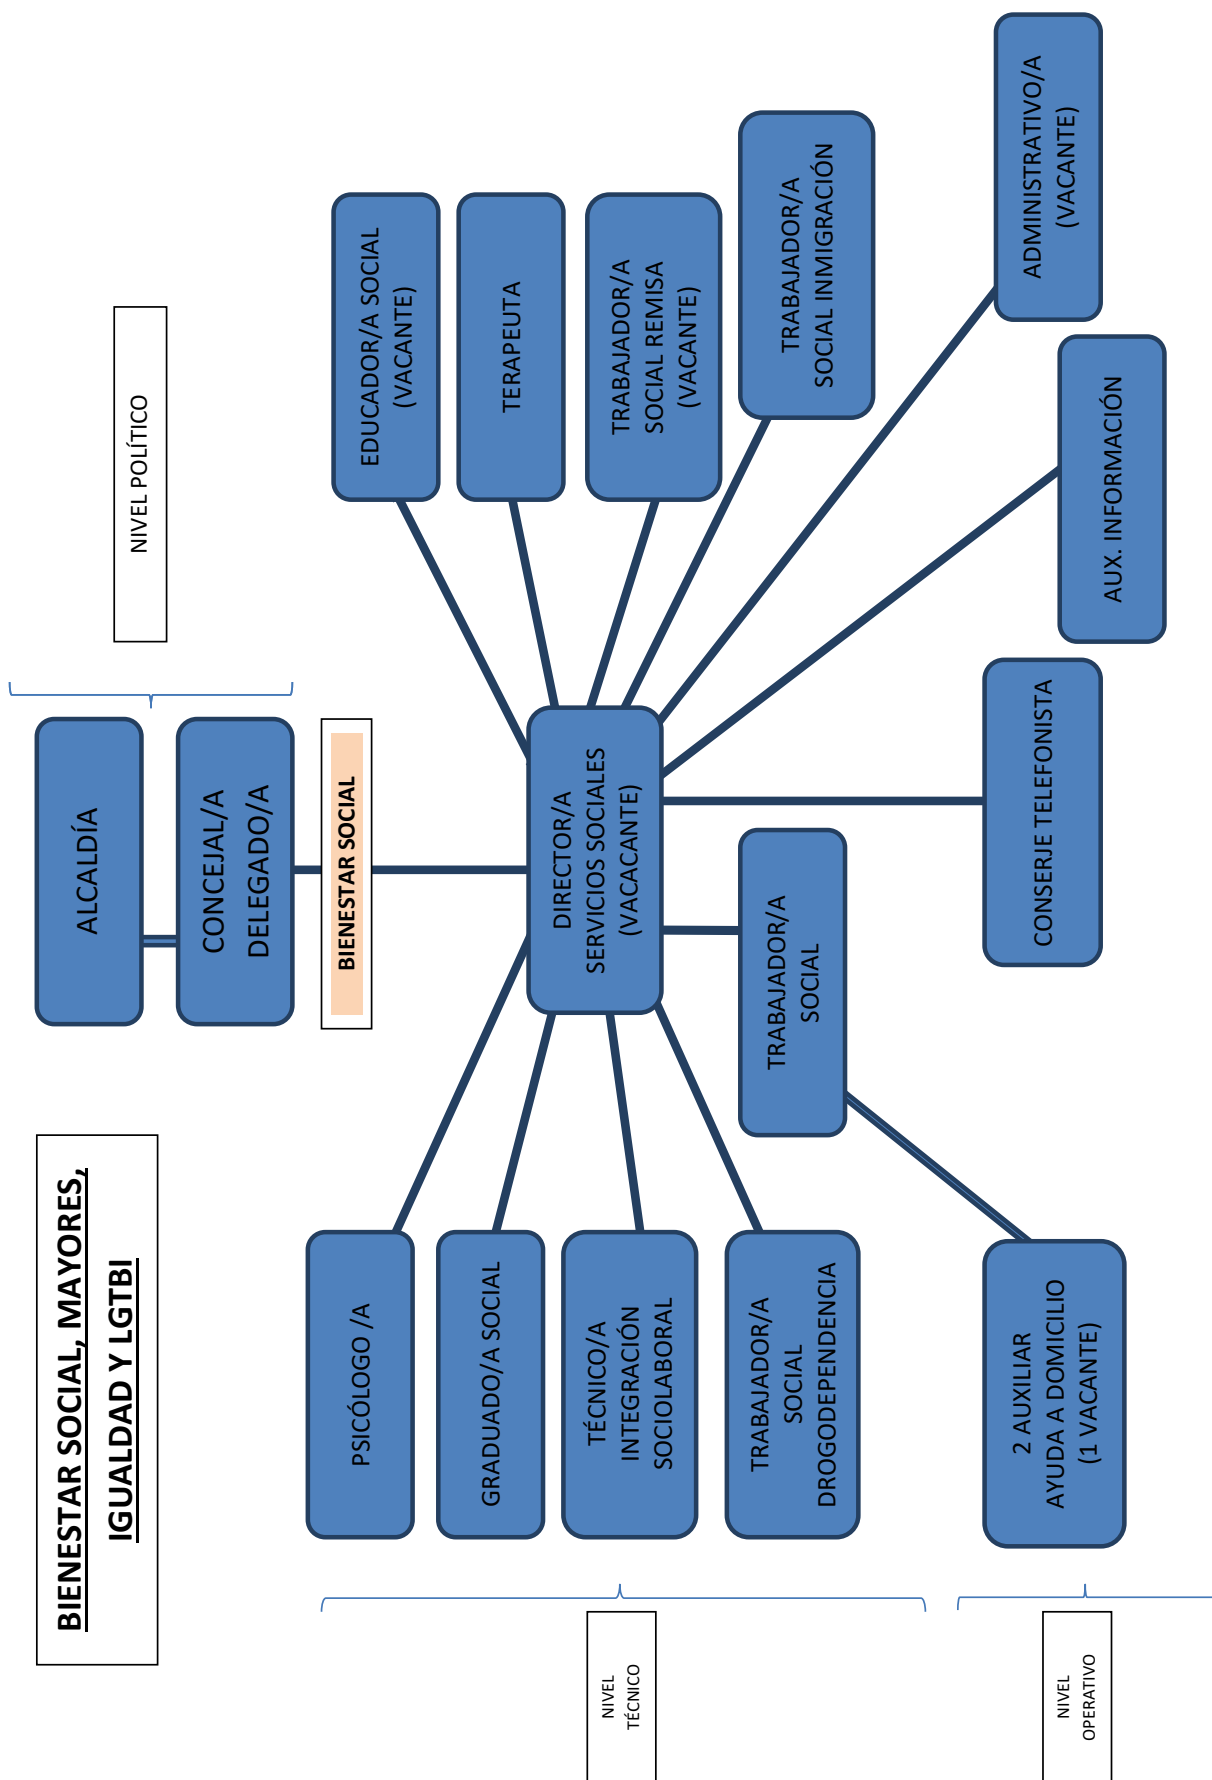 BIENESTAR SOCIAL, MAYORES,
IGUALDAD Y LGTBI
ALCALDÍA
CONCEJAL/A
DELEGADO/A
NIVEL POLÍTICO
BIENESTAR SOCIAL
NIVEL
TÉCNICO
PSICÓLOGO /A
GRADUADO/A SOCIAL
TÉCNICO/A
INTEGRACIÓN
SOCIOLABORAL
TRABAJADOR/A
SOCIAL
DROGODEPENDENCIA
DIRECTOR/A
SERVICIOS SOCIALES
(VACACANTE)
EDUCADOR/A SOCIAL
(VACANTE)
TERAPEUTA
TRABAJADOR/A
SOCIAL REMISA
(VACANTE)
TRABAJADOR/A
SOCIAL INMIGRACIÓN
TRABAJADOR/A
SOCIAL
NIVEL
OPERATIVO
2 AUXILIAR
AYUDA A DOMICILIO
(1 VACANTE)
CONSERJE TELEFONISTA
AUX. INFORMACIÓN
ADMINISTRATIVO/A
(VACANTE)